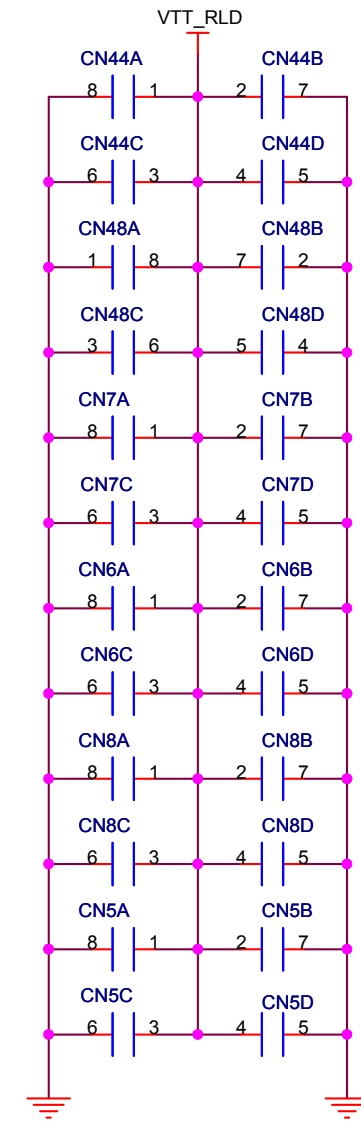 VTT_RLD
CN44A CN44B
8 1 2 7
CN44C CN44D
6 3 4 5
CN48A CN48B
1 8 7 2
CN48C CN48D
3 6 5 4
CN7A CN7B
8 1 2 7
CN7C CN7D
6 3 4 5
CN6A CN6B
8 1 2 7
CN6C CN6D
6 3 4 5
CN8A CN8B
8 1 2 7
CN8C CN8D
6 3 4 5
CN5A CN5B
8 1 2 7
CN5C CN5D
6 3 4 5